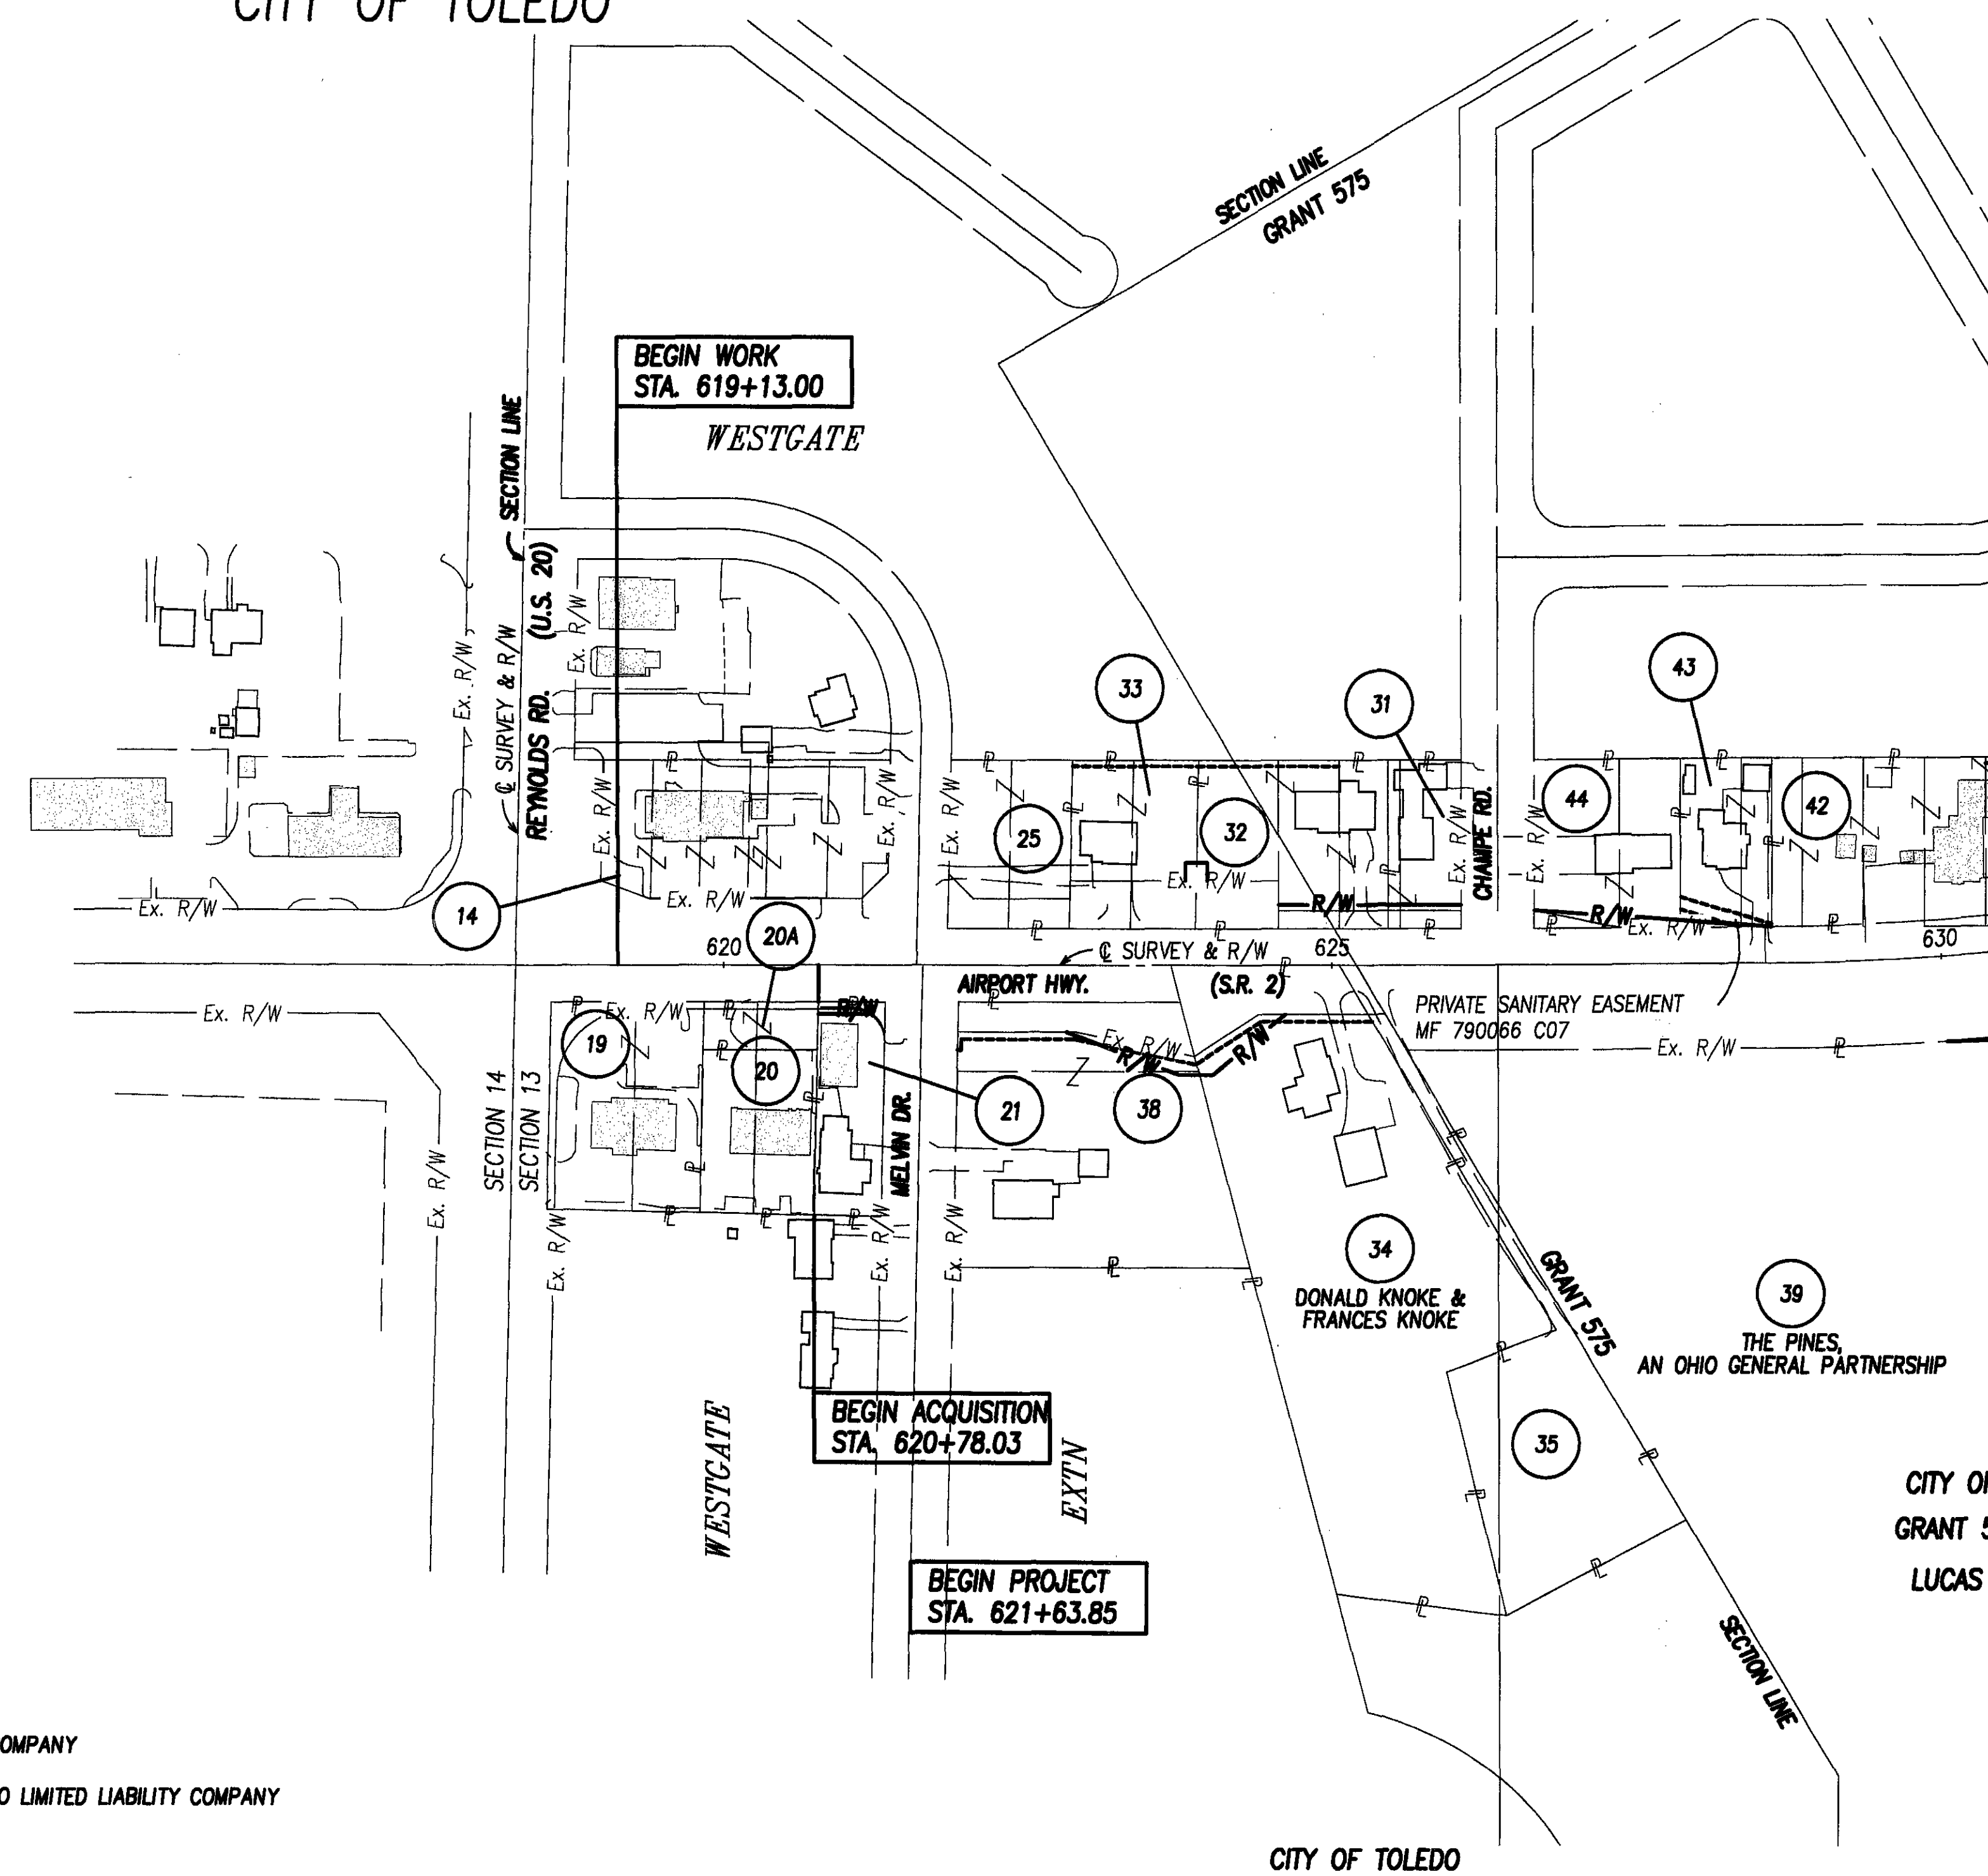 CITY OF TOLEDO
SECTION LINE
GRANT 575
BEGIN WORK
STA. 619+13.00
WESTGATE
SECTION LINE
℄ SURVEY & R/W
REYNOLDS RD. (U.S. 20)
Ex. R/W
Ex. R/W
Ex. R/W
Ex. R/W
Ex. R/W
33
31
43
℄
℄
℄
℄
℄
℄
℄
℄
25
32
44
42
14
Ex. R/W
Ex. R/W
Ex. R/W
R/W
Ex. R/W
CHAMPE RD.
Ex. R/W
R/W
Ex. R/W
620
20A
℄ SURVEY & R/W
625
630
AIRPORT HWY.
(S.R. 2)
PRIVATE SANITARY EASEMENT
MF 790066 C07
Ex. R/W
Ex. R/W
R/W
Ex. R/W
R/W
R/W
Ex. R/W
19
20
21
38
SECTION 14
SECTION 13
MELVIN DR.
Ex. R/W
Ex. R/W
Ex. R/W
Ex. R/W
34
DONALD KNOKE &
FRANCES KNOKE
GRANT 575
39
THE PINES,
AN OHIO GENERAL PARTNERSHIP
BEGIN ACQUISITION
STA. 620+78.03
WESTGATE
EXTN
35
CITY O
GRANT 5
LUCAS
BEGIN PROJECT
STA. 621+63.85
SECTION LINE
OMPANY
O LIMITED LIABILITY COMPANY
CITY OF TOLEDO